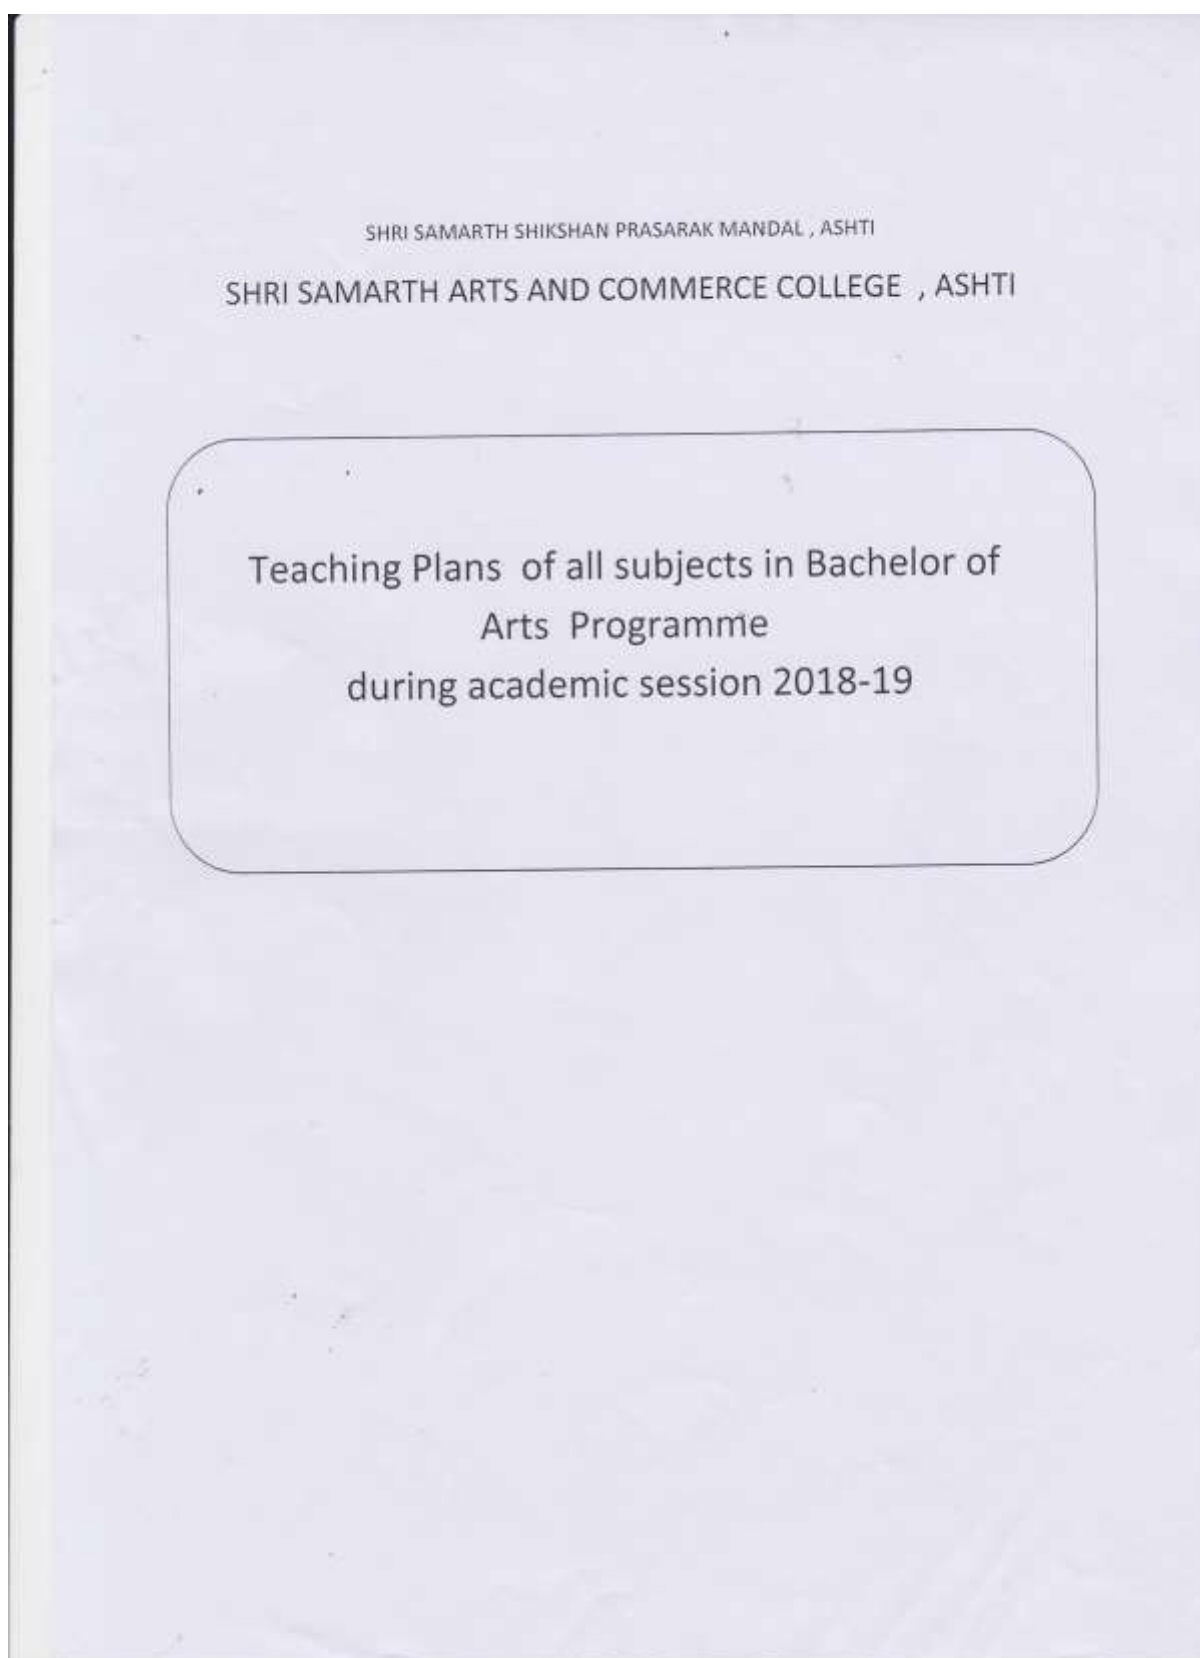 SHRI SAMARTH SHIKSHAN PRASARAK MANDAL , ASHTI
SHRI SAMARTH ARTS AND COMMERCE COLLEGE , ASHTI
Teaching Plans of all subjects in Bachelor of
Arts Programme
during academic session 2018-19